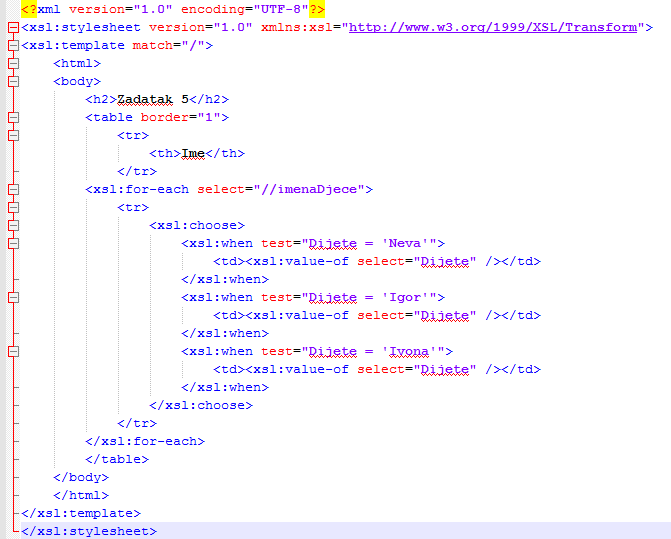 <?xml version="1.0" encoding="UTF-8"?>
<xsl:stylesheet version="1.0" xmlns:xsl="http://www.w3.org/1999/XSL/Transform">
<xsl:template match="/">
    <html>
    <body>
        <h2>Zadatak 5</h2>
        <table border="1">
            <tr>
                <th>Ime</th>
            </tr>
        <xsl:for-each select="//imenaDjece">
            <tr>
                <xsl:choose>
                    <xsl:when test="Dijete = 'Neva'">
                        <td><xsl:value-of select="Dijete" /></td>
                    </xsl:when>
                    <xsl:when test="Dijete = 'Igor'">
                        <td><xsl:value-of select="Dijete" /></td>
                    </xsl:when>
                    <xsl:when test="Dijete = 'Ivona'">
                        <td><xsl:value-of select="Dijete" /></td>
                    </xsl:when>
                </xsl:choose>
            </tr>
        </xsl:for-each>
        </table>
    </body>
    </html>
</xsl:template>
</xsl:stylesheet>